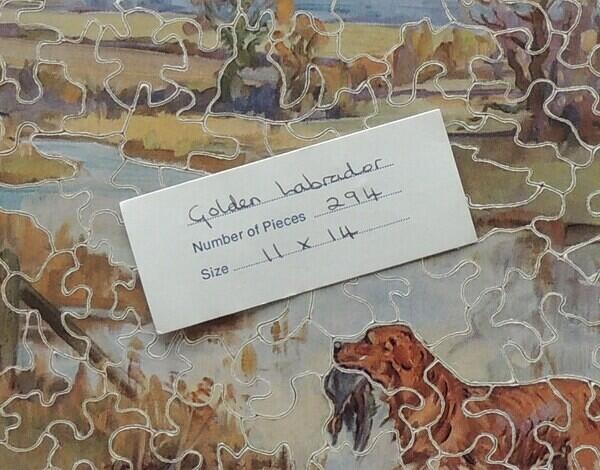 Golden Labrador
Number of Pieces 294
Size 11 x 14